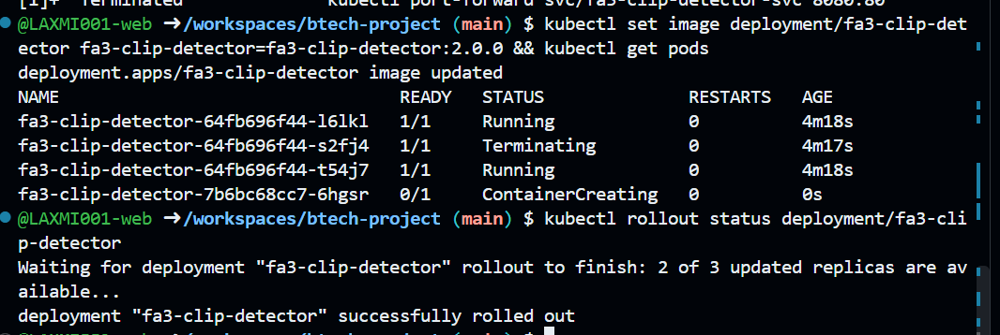 [1]+  Terminated              kubectl port-forward svc/fa3-clip-detector-svc 8080:80
@LAXMI001-web ➜/workspaces/btech-project (main) $ kubectl set image deployment/fa3-clip-det
ector fa3-clip-detector=fa3-clip-detector:2.0.0 && kubectl get pods
deployment.apps/fa3-clip-detector image updated
NAME                                 READY   STATUS              RESTARTS   AGE
fa3-clip-detector-64fb696f44-l6lkl   1/1     Running             0          4m18s
fa3-clip-detector-64fb696f44-s2fj4   1/1     Terminating         0          4m17s
fa3-clip-detector-64fb696f44-t54j7   1/1     Running             0          4m18s
fa3-clip-detector-7b6bc68cc7-6hgsr   0/1     ContainerCreating   0          0s
@LAXMI001-web ➜/workspaces/btech-project (main) $ kubectl rollout status deployment/fa3-cli
p-detector
Waiting for deployment "fa3-clip-detector" rollout to finish: 2 of 3 updated replicas are av
ailable...
deployment "fa3-clip-detector" successfully rolled out
@LAXMI001-web ➜/workspaces/btech-project (main) $